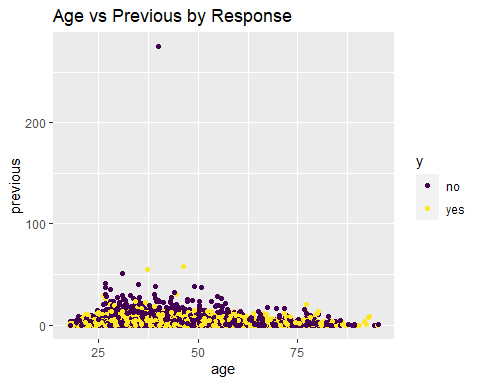 Age vs Previous by Response
previous
200
100
0
25 50 75
age
y
no
yes